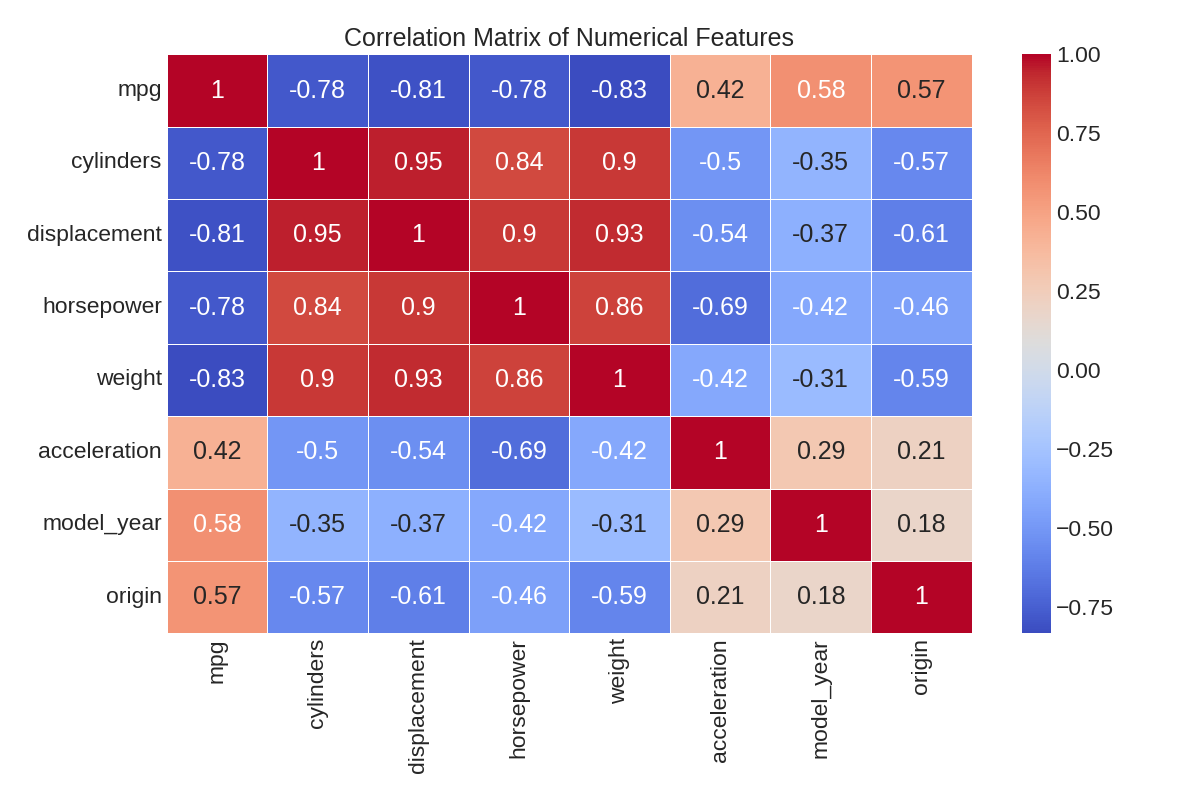 Correlation Matrix of Numerical Features
mpg 1 -0.78 -0.81 -0.78 -0.83 0.42 0.58 0.57
cylinders -0.78 1 0.95 0.84 0.9 -0.5 -0.35 -0.57
displacement -0.81 0.95 1 0.9 0.93 -0.54 -0.37 -0.61
horsepower -0.78 0.84 0.9 1 0.86 -0.69 -0.42 -0.46
weight -0.83 0.9 0.93 0.86 1 -0.42 -0.31 -0.59
acceleration 0.42 -0.5 -0.54 -0.69 -0.42 1 0.29 0.21
model_year 0.58 -0.35 -0.37 -0.42 -0.31 0.29 1 0.18
origin 0.57 -0.57 -0.61 -0.46 -0.59 0.21 0.18 1
mpg
cylinders
displacement
horsepower
weight
acceleration
model_year
origin
1.00
0.75
0.50
0.25
0.00
−0.25
−0.50
−0.75